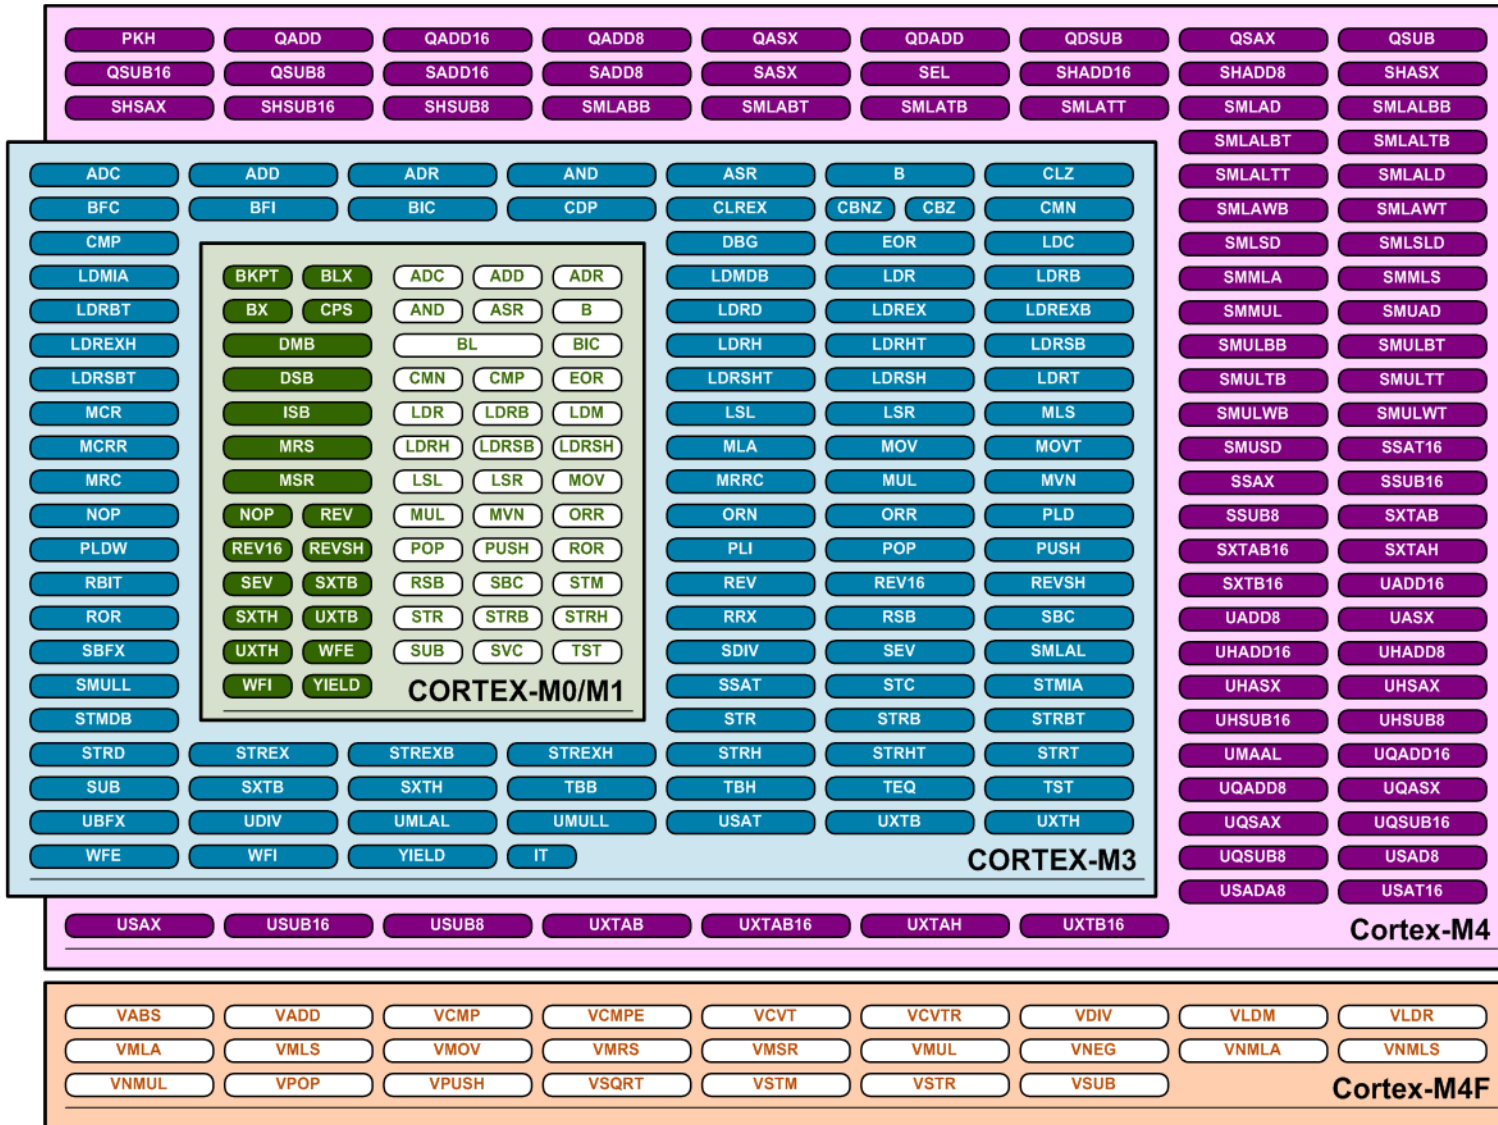 PKH QADD QADD16 QADD8 QASX QDADD QDSUB QSAX QSUB
QSUB16 QSUB8 SADD16 SADD8 SASX SEL SHADD16 SHADD8 SHASX
SHSAX SHSUB16 SHSUB8 SMLABB SMLABT SMLATB SMLATT SMLAD SMLALBB
SMLALBT SMLALTB
ADC ADD ADR AND ASR B CLZ SMLALTT SMLALD
BFC BFI BIC CDP CLREX CBNZ CBZ CMN SMLAWB SMLAWT
CMP DBG EOR LDC SMLSD SMLSLD
LDMIA BKPT BLX ADC ADD ADR LDMDB LDR LDRB SMMLA SMMLS
LDRBT BX CPS AND ASR B LDRD LDREX LDREXB SMMUL SMUAD
LDREXH DMB BL BIC LDRH LDRHT LDRSB SMULBB SMULBT
LDRSBT DSB CMN CMP EOR LDRSHT LDRSH LDRT SMULTB SMULTT
MCR ISB LDR LDRB LDM LSL LSR MLS SMULWB SMULWT
MCRR MRS LDRH LDRSB LDRSH MLA MOV MOVT SMUSD SSAT16
MRC MSR LSL LSR MOV MRRC MUL MVN SSAX SSUB16
NOP NOP REV MUL MVN ORR ORN ORR PLD SSUB8 SXTAB
PLDW REV16 REVSH POP PUSH ROR PLI POP PUSH SXTAB16 SXTAH
RBIT SEV SXTB RSB SBC STM REV REV16 REVSH SXTB16 UADD16
ROR SXTH UXTB STR STRB STRH RRX RSB SBC UADD8 UASX
SBFX UXTH WFE SUB SVC TST SDIV SEV SMLAL UHADD16 UHADD8
SMULL WFI YIELD CORTEX-M0/M1 SSAT STC STMIA UHASX UHSAX
STMDB STR STRB STRBT UHSUB16 UHSUB8
STRD STREX STREXB STREXH STRH STRHT STRT UMAAL UQADD16
SUB SXTB SXTH TBB TBH TEQ TST UQADD8 UQASX
UBFX UDIV UMLAL UMULL USAT UXTB UXTH UQSAX UQSUB16
WFE WFI YIELD IT CORTEX-M3 UQSUB8 USAD8
USADA8 USAT16
USAX USUB16 USUB8 UXTAB UXTAB16 UXTAH UXTB16 Cortex-M4
VABS VADD VCMP VCMPE VCVT VCVTR VDIV VLDM VLDR
VMLA VMLS VMOV VMRS VMSR VMUL VNEG VNMLA VNMLS
VNMUL VPOP VPUSH VSQRT VSTM VSTR VSUB Cortex-M4F